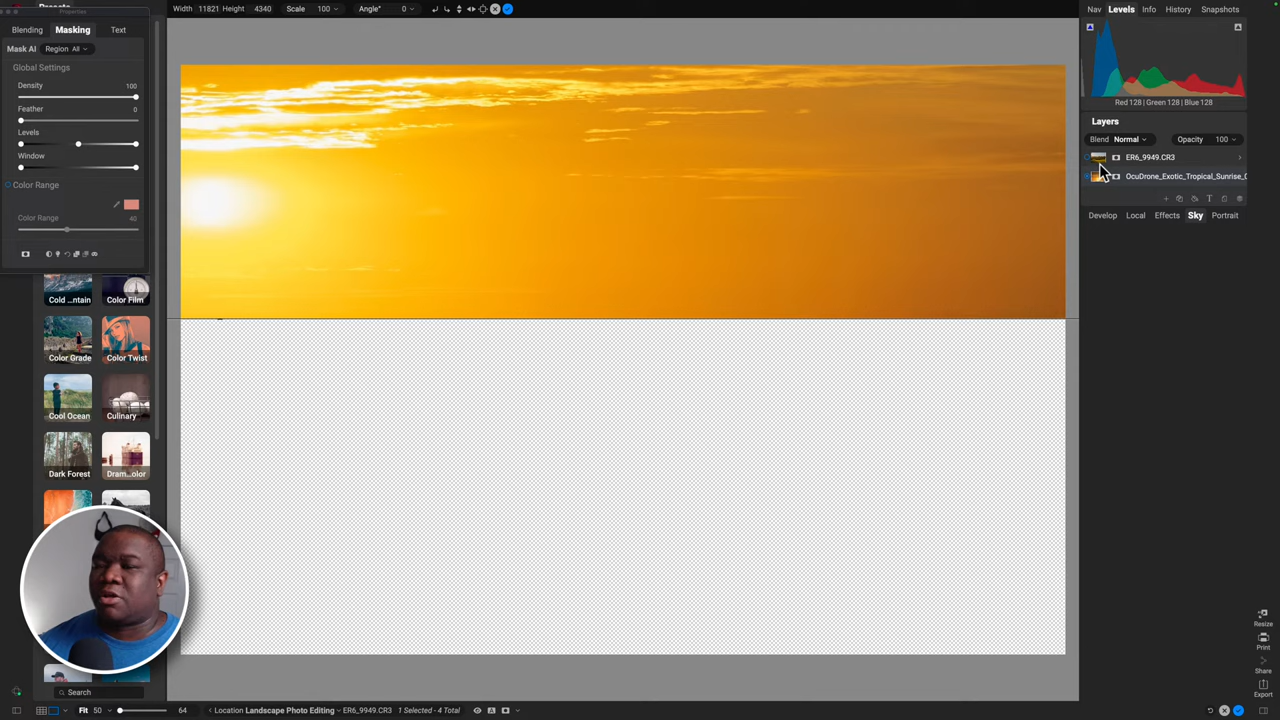 Properties
Blending Masking Text
Mask AI Region All
Global Settings
Density 100
Feather 0
Levels
Window
Color Range
Color Range 40
Cold ...ntain Color Film
Color Grade Color Twist
Cool Ocean Culinary
Dark Forest Dram...olor
Search
Width 11821 Height 4340 Scale 100 Angle° 0
Fit 50 64
Location Landscape Photo Editing ER6_9949.CR3 1 Selected - 4 Total
Nav Levels Info History Snapshots
Red 128 | Green 128 | Blue 128
Layers
Blend Normal Opacity 100
ER6_9949.CR3
OcuDrone_Exotic_Tropical_Sunrise_0
Develop Local Effects Sky Portrait
Resize
Print
Share
Export